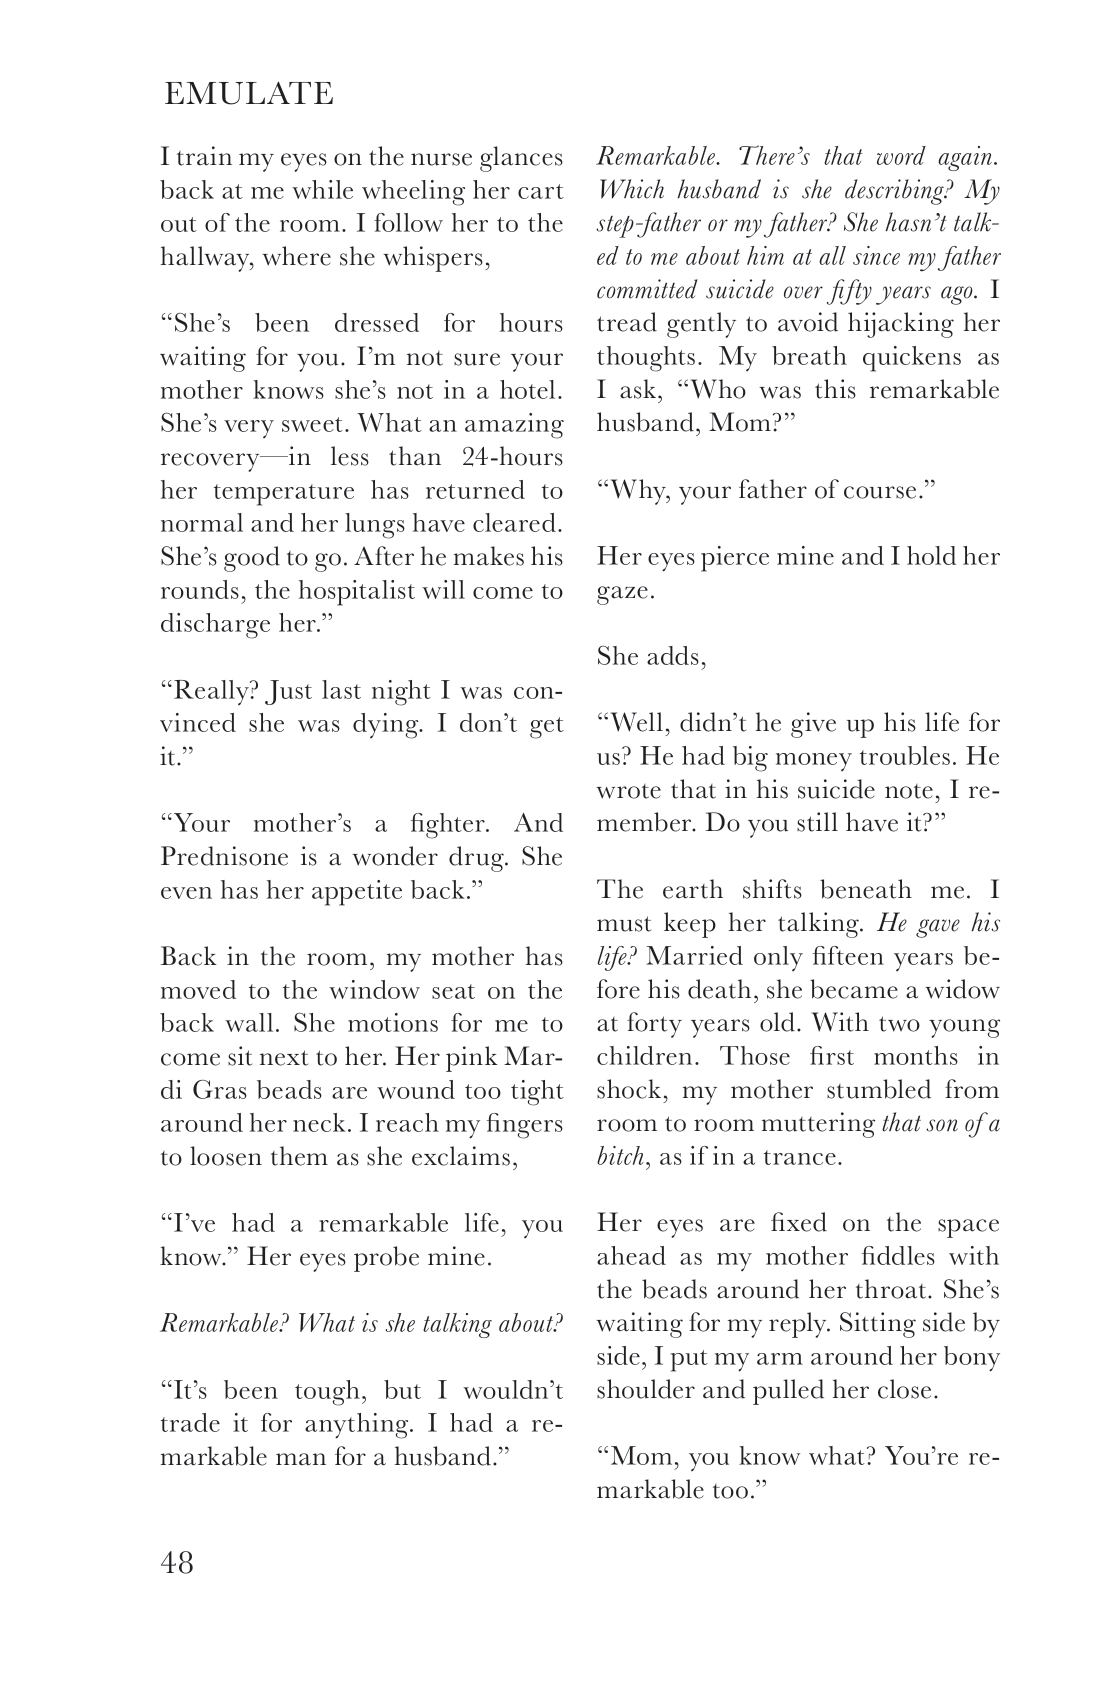 EMULATE
I train my eyes on the nurse glances
back at me while wheeling her cart
out of the room. I follow her to the
hallway, where she whispers,
“She’s been dressed for hours
waiting for you. I’m not sure your
mother knows she’s not in a hotel.
She’s very sweet. What an amazing
recovery—in less than 24-hours
her temperature has returned to
normal and her lungs have cleared.
She’s good to go. After he makes his
rounds, the hospitalist will come to
discharge her.”
“Really? Just last night I was con-
vinced she was dying. I don’t get
it.”
“Your mother’s a fighter. And
Prednisone is a wonder drug. She
even has her appetite back.”
Back in the room, my mother has
moved to the window seat on the
back wall. She motions for me to
come sit next to her. Her pink Mar-
di Gras beads are wound too tight
around her neck. I reach my fingers
to loosen them as she exclaims,
“I’ve had a remarkable life, you
know.” Her eyes probe mine.
Remarkable? What is she talking about?
“It’s been tough, but I wouldn’t
trade it for anything. I had a re-
markable man for a husband.”
Remarkable. There’s that word again.
Which husband is she describing? My
step-father or my father? She hasn’t talk-
ed to me about him at all since my father
committed suicide over fifty years ago. I
tread gently to avoid hijacking her
thoughts. My breath quickens as
I ask, “Who was this remarkable
husband, Mom?”
“Why, your father of course.”
Her eyes pierce mine and I hold her
gaze.
She adds,
“Well, didn’t he give up his life for
us? He had big money troubles. He
wrote that in his suicide note, I re-
member. Do you still have it?”
The earth shifts beneath me. I
must keep her talking. He gave his
life? Married only fifteen years be-
fore his death, she became a widow
at forty years old. With two young
children. Those first months in
shock, my mother stumbled from
room to room muttering that son of a
bitch, as if in a trance.
Her eyes are fixed on the space
ahead as my mother fiddles with
the beads around her throat. She’s
waiting for my reply. Sitting side by
side, I put my arm around her bony
shoulder and pulled her close.
“Mom, you know what? You’re re-
markable too.”
48